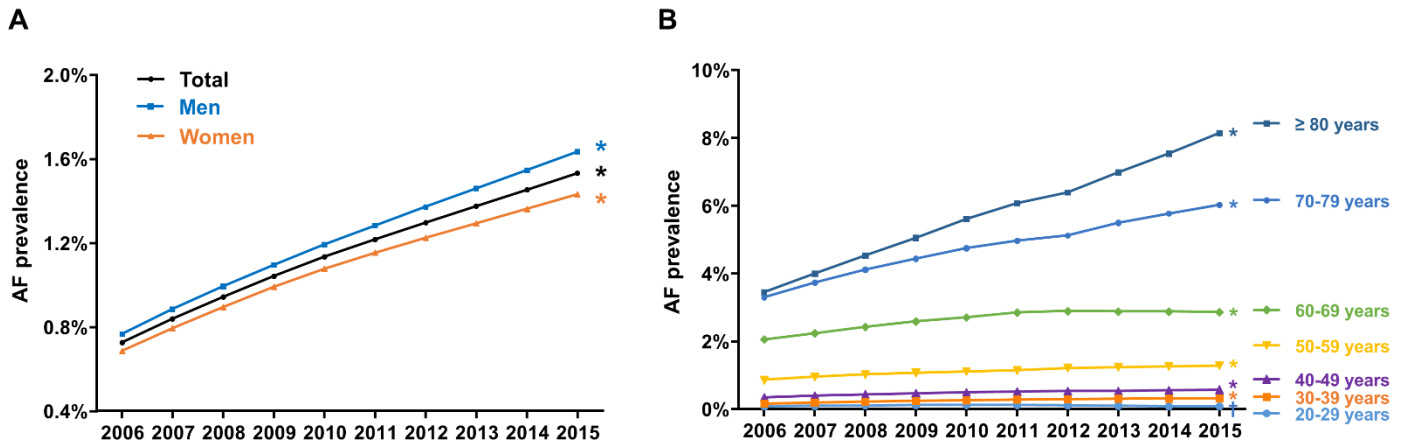 A
AF prevalence
2.0%
1.6%
1.2%
0.8%
0.4%
Total
Men
Women
*
*
*
2006 2007 2008 2009 2010 2011 2012 2013 2014 2015
B
AF prevalence
10%
8%
6%
4%
2%
0%
* ≥ 80 years
* 70-79 years
* 60-69 years
* 50-59 years
* 40-49 years
* 30-39 years
+ 20-29 years
2006 2007 2008 2009 2010 2011 2012 2013 2014 2015